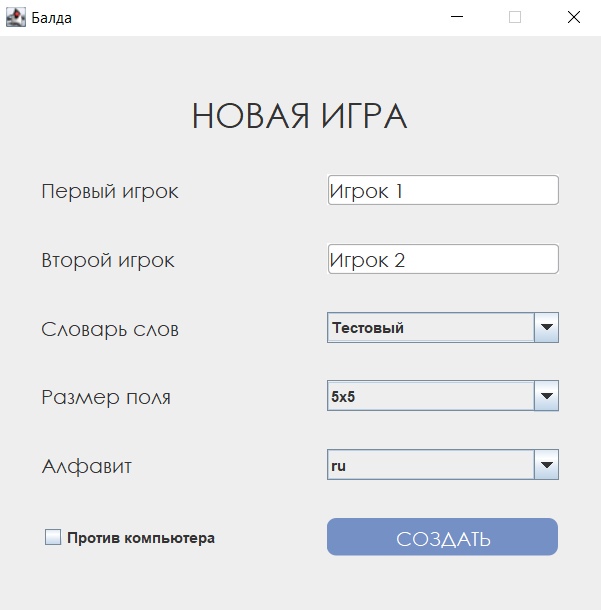 Балда
НОВАЯ ИГРА
Первый игрок Игрок 1
Второй игрок Игрок 2
Словарь слов Тестовый
Размер поля 5x5
Алфавит ru
Против компьютера СОЗДАТЬ